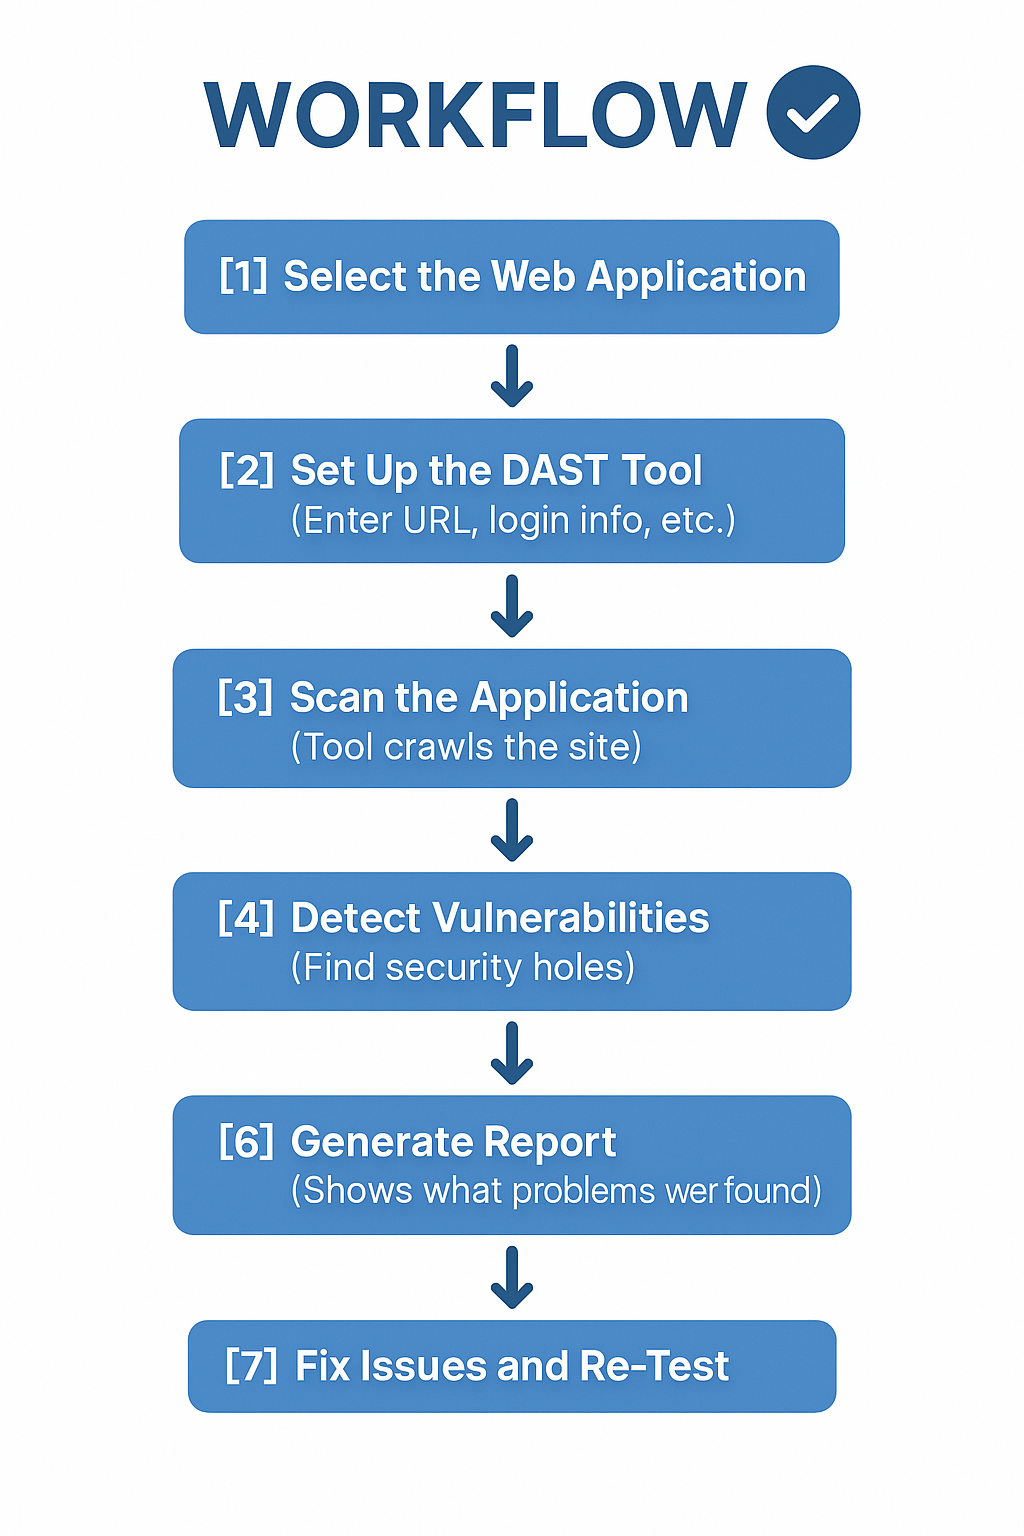 WORKFLOW
[1] Select the Web Application
[2] Set Up the DAST Tool
(Enter URL, login info, etc.)
[3] Scan the Application
(Tool crawls the site)
[4] Detect Vulnerabilities
(Find security holes)
[6] Generate Report
(Shows what problems wer found)
[7] Fix Issues and Re-Test